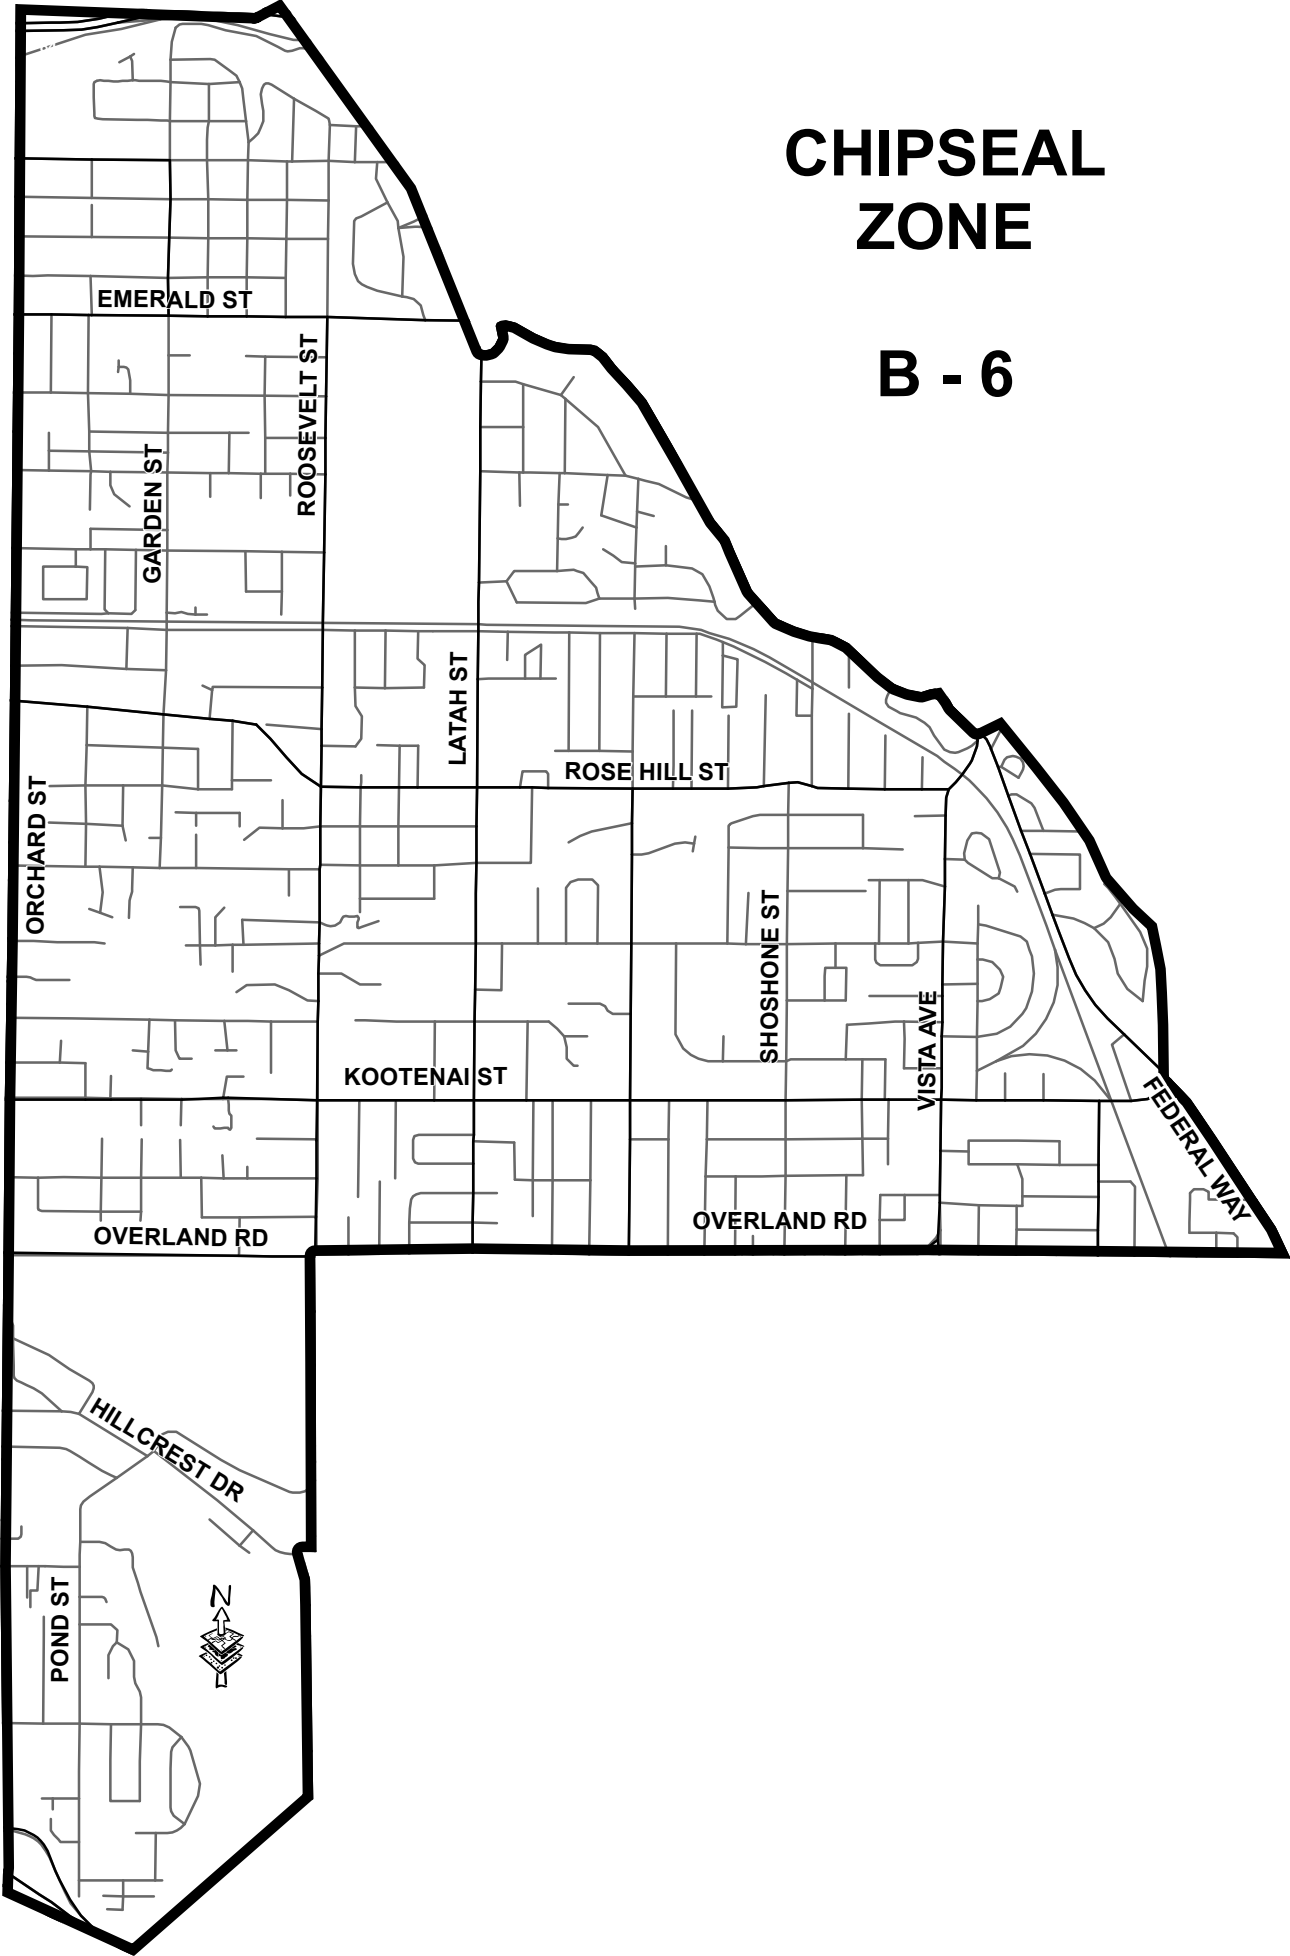 CHIPSEAL
ZONE
B - 6
EMERALD ST
ROOSEVELT ST
GARDEN ST
LATAH ST
ROSE HILL ST
ORCHARD ST
SHOSHONE ST
VISTA AVE
KOOTENAI ST
FEDERAL WAY
OVERLAND RD
OVERLAND RD
HILLCREST DR
POND ST
N